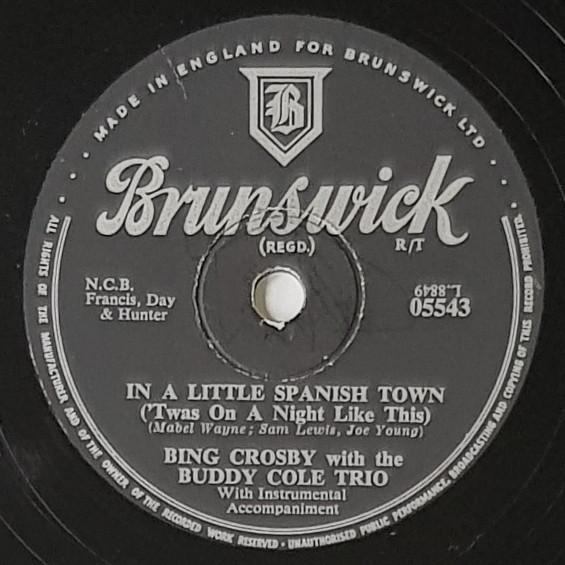 MADE IN ENGLAND FOR BRUNSWICK LTD
B
Brunswick
(REGD.)
R/T
N.C.B.
Francis, Day
& Hunter
L.8849
05543
IN A LITTLE SPANISH TOWN
('Twas On A Night Like This)
(Mabel Wayne; Sam Lewis, Joe Young)
BING CROSBY with the
BUDDY COLE TRIO
With Instrumental
Accompaniment
ALL RIGHTS OF THE MANUFACTURER AND OF THE OWNER OF THE RECORDED WORK RESERVED • UNAUTHORISED PUBLIC PERFORMANCE, BROADCASTING AND COPYING OF THIS RECORD PROHIBITED